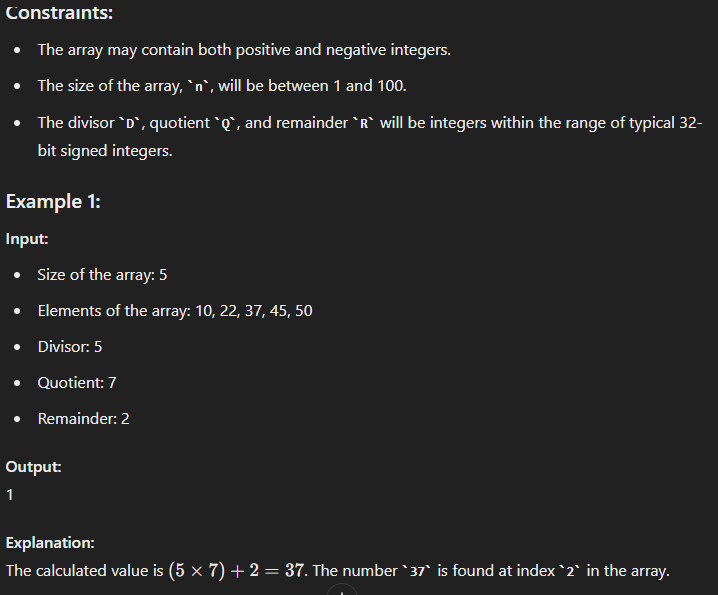 Constraints:
• The array may contain both positive and negative integers.
• The size of the array, `n`, will be between 1 and 100.
• The divisor `D`, quotient `Q`, and remainder `R` will be integers within the range of typical 32-
bit signed integers.
Example 1:
Input:
• Size of the array: 5
• Elements of the array: 10, 22, 37, 45, 50
• Divisor: 5
• Quotient: 7
• Remainder: 2
Output:
1
Explanation:
The calculated value is (5 × 7) + 2 = 37. The number `37` is found at index `2` in the array.